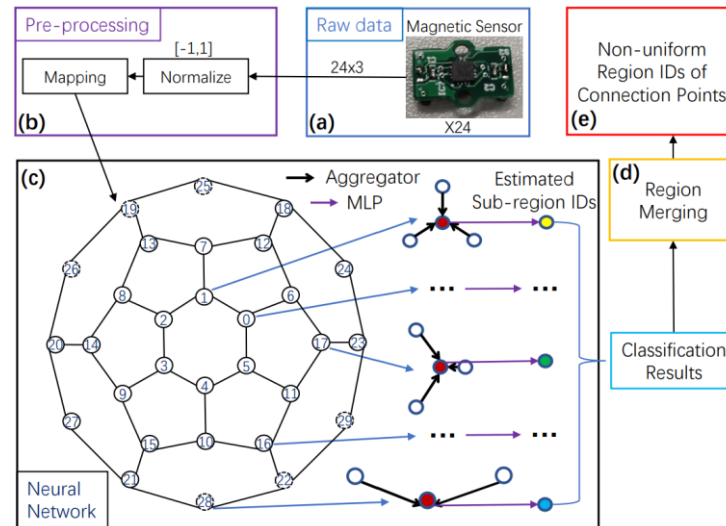 Pre-processing
[-1,1]
Mapping
Normalize
(b)
Raw data
Magnetic Sensor
24x3
(a)
X24
Non-uniform
Region IDs of
Connection Points
(e)
(d)
Region
Merging
Classification
Results
(c)
Aggregator
MLP
Estimated
Sub-region IDs
25
19
18
13
7
12
26
24
8
1
6
2
0
20
14
17
23
3
5
9
4
11
27
29
15
10
16
21
22
28
... ...
... ...
Neural
Network